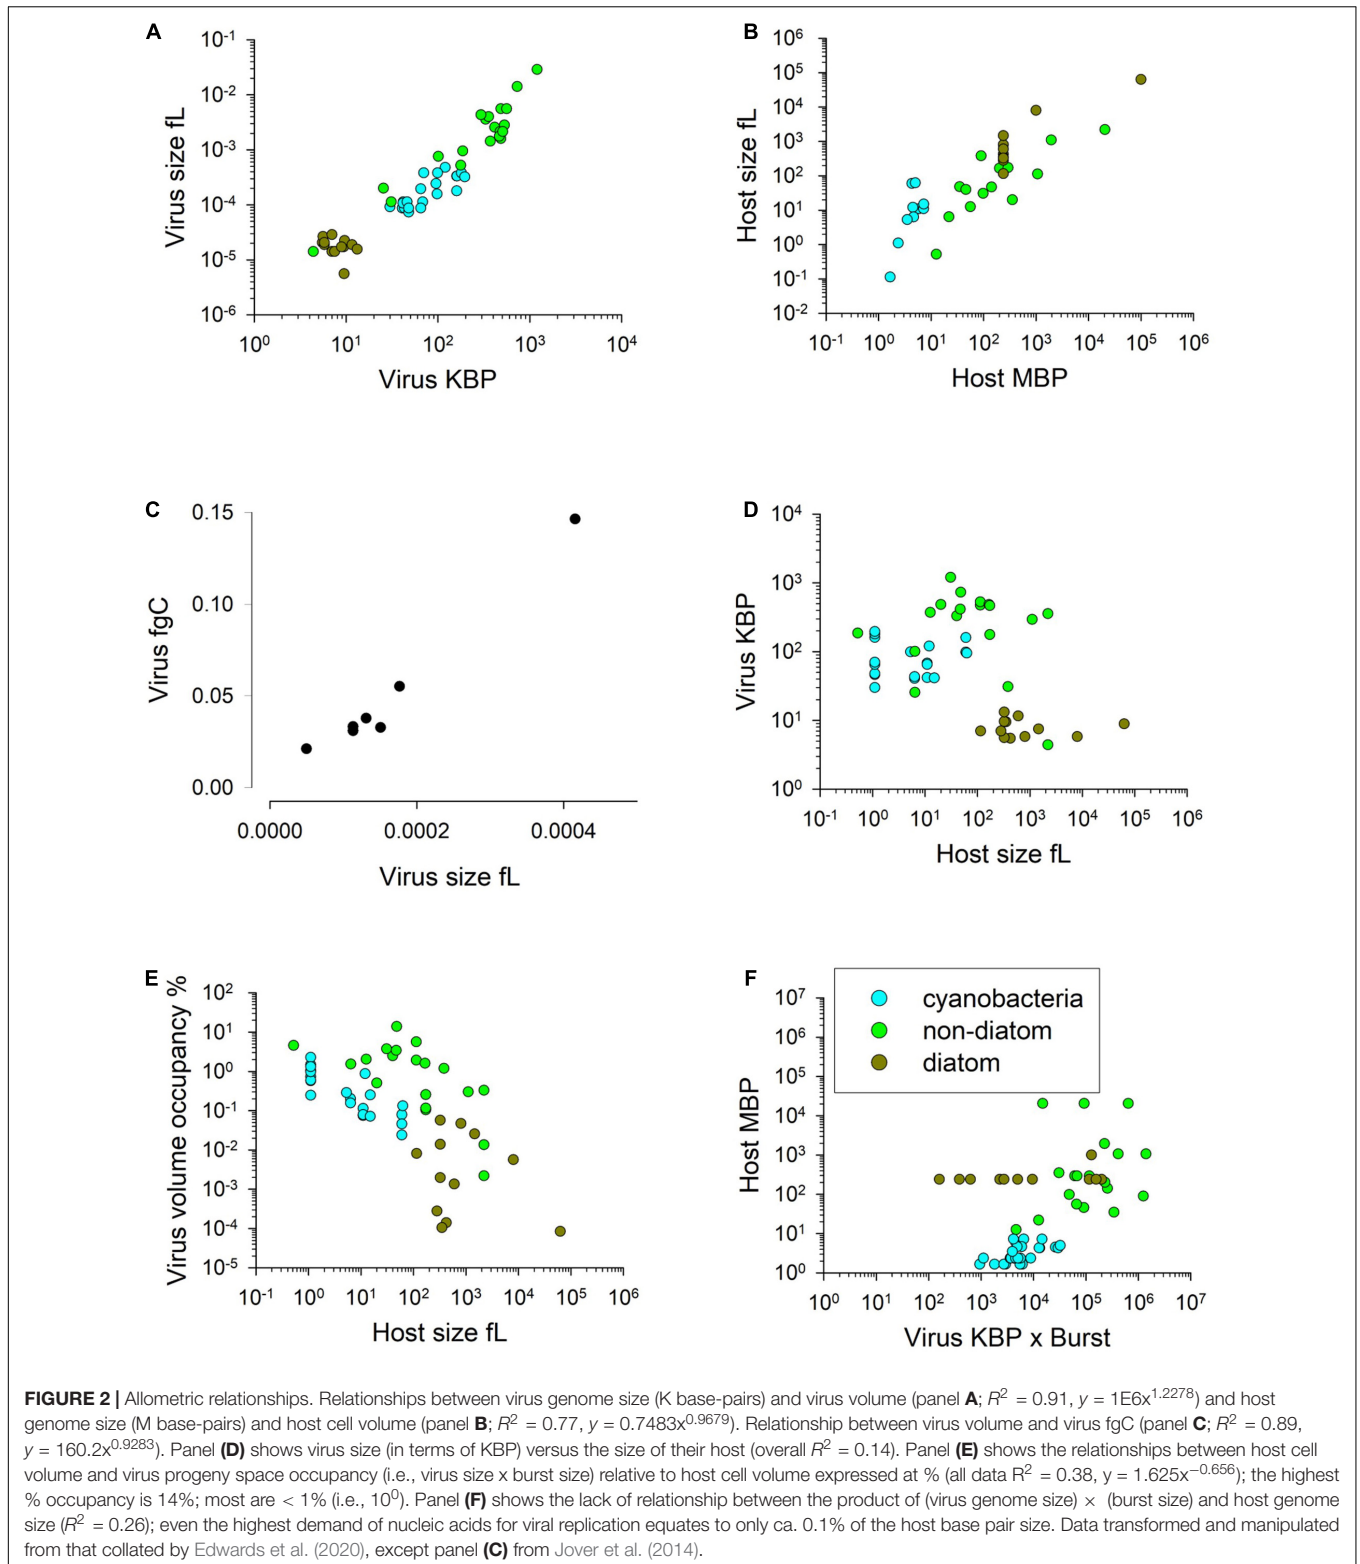 A
10⁻¹
10⁻²
10⁻³
10⁻⁴
10⁻⁵
10⁻⁶
Virus size fL
10⁰ 10¹ 10² 10³ 10⁴
Virus KBP
B
10⁶
10⁵
10⁴
10³
10²
10¹
10⁰
10⁻¹
10⁻²
Host size fL
10⁻¹ 10⁰ 10¹ 10² 10³ 10⁴ 10⁵ 10⁶
Host MBP
C
0.15
0.10
0.05
0.00
Virus fgC
0.0000 0.0002 0.0004
Virus size fL
D
10⁴
10³
10²
10¹
10⁰
Virus KBP
10⁻¹ 10⁰ 10¹ 10² 10³ 10⁴ 10⁵ 10⁶
Host size fL
E
10²
10¹
10⁰
10⁻¹
10⁻²
10⁻³
10⁻⁴
10⁻⁵
Virus volume occupancy %
10⁻¹ 10⁰ 10¹ 10² 10³ 10⁴ 10⁵ 10⁶
Host size fL
F
cyanobacteria
non-diatom
diatom
10⁷
10⁶
10⁵
10⁴
10³
10²
10¹
10⁰
Host MBP
10⁰ 10¹ 10² 10³ 10⁴ 10⁵ 10⁶ 10⁷
Virus KBP x Burst
FIGURE 2 | Allometric relationships. Relationships between virus genome size (K base-pairs) and virus volume (panel A; R² = 0.91, y = 1E6x¹·²²⁷⁸) and host
genome size (M base-pairs) and host cell volume (panel B; R² = 0.77, y = 0.7483x⁰·⁹⁶⁷⁹). Relationship between virus volume and virus fgC (panel C; R² = 0.89,
y = 160.2x⁰·⁹²⁸³). Panel (D) shows virus size (in terms of KBP) versus the size of their host (overall R² = 0.14). Panel (E) shows the relationships between host cell
volume and virus progeny space occupancy (i.e., virus size x burst size) relative to host cell volume expressed at % (all data R² = 0.38, y = 1.625x⁻⁰·⁶⁵⁶); the highest
% occupancy is 14%; most are < 1% (i.e., 10⁰). Panel (F) shows the lack of relationship between the product of (virus genome size) × (burst size) and host genome
size (R² = 0.26); even the highest demand of nucleic acids for viral replication equates to only ca. 0.1% of the host base pair size. Data transformed and manipulated
from that collated by Edwards et al. (2020), except panel (C) from Jover et al. (2014).